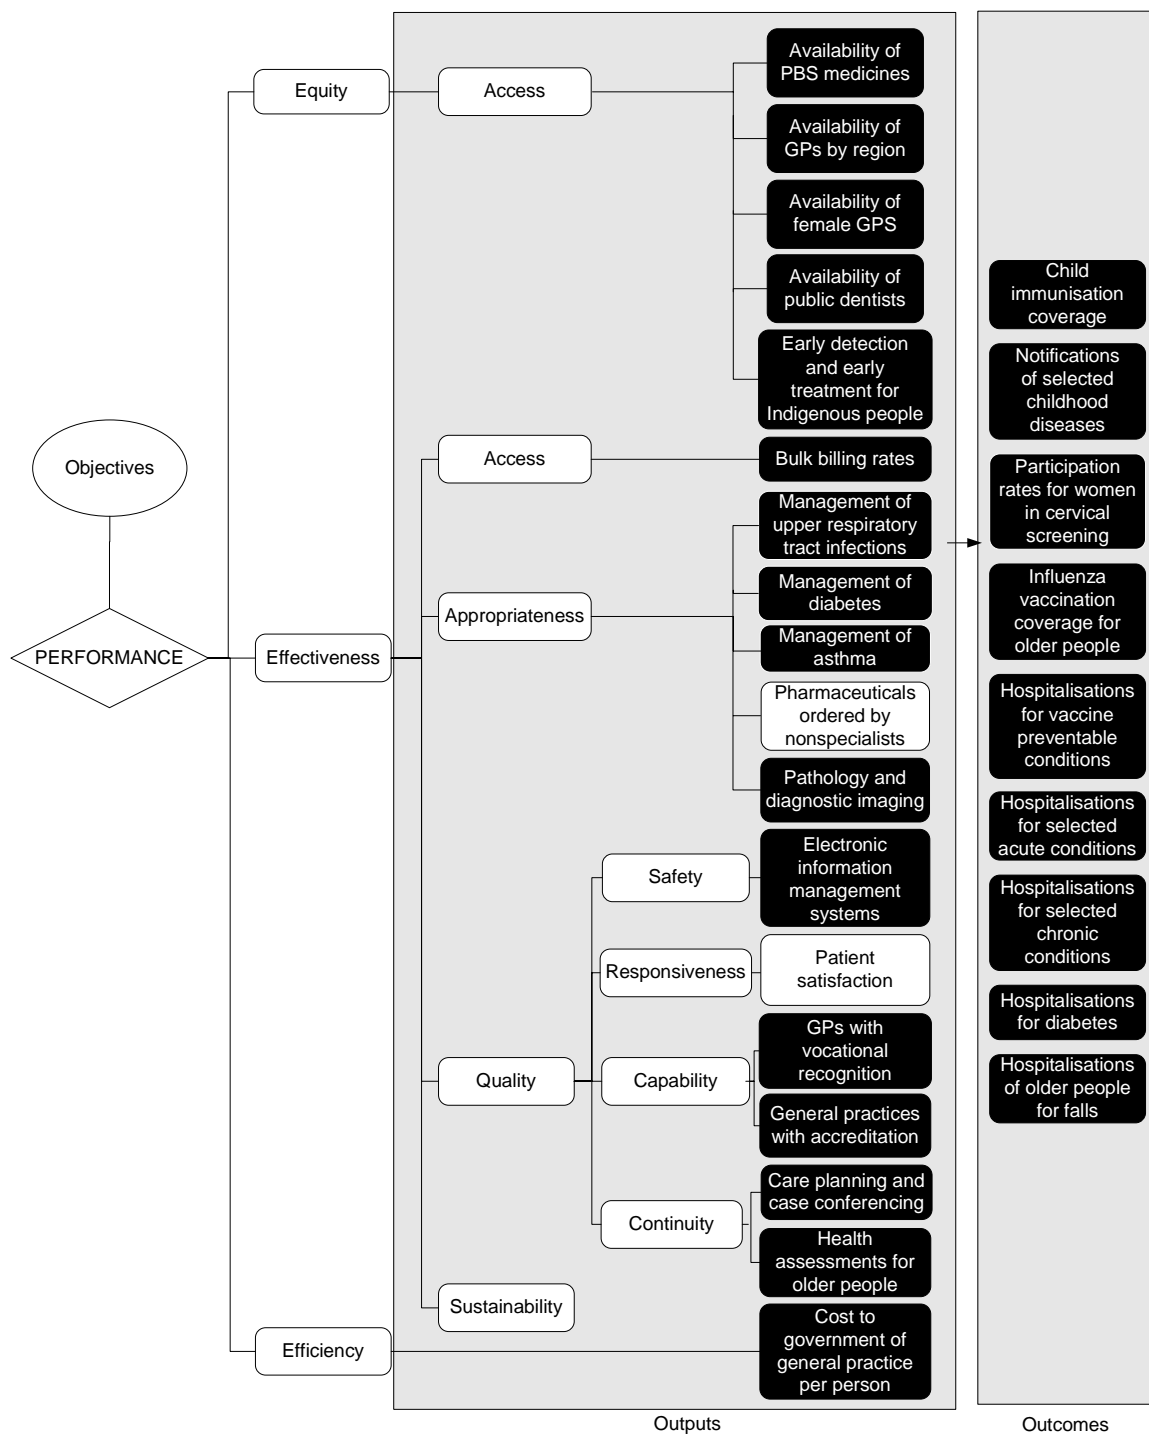 Objectives
PERFORMANCE
Equity
Effectiveness
Efficiency
Access
Availability of
PBS medicines
Availability of
GPs by region
Availability of
female GPS
Availability of
public dentists
Early detection
and early
treatment for
Indigenous people
Access
Bulk billing rates
Appropriateness
Management of
upper respiratory
tract infections
Management of
diabetes
Management of
asthma
Pharmaceuticals
ordered by
nonspecialists
Pathology and
diagnostic imaging
Quality
Safety
Electronic
information
management
systems
Responsiveness
Patient
satisfaction
Capability
GPs with
vocational
recognition
General practices
with accreditation
Continuity
Care planning and
case conferencing
Health
assessments for
older people
Sustainability
Cost to
government of
general practice
per person
Outputs
Child
immunisation
coverage
Notifications
of selected
childhood
diseases
Participation
rates for women
in cervical
screening
Influenza
vaccination
coverage for
older people
Hospitalisations
for vaccine
preventable
conditions
Hospitalisations
for selected
acute conditions
Hospitalisations
for selected
chronic
conditions
Hospitalisations
for diabetes
Hospitalisations
of older people
for falls
Outcomes